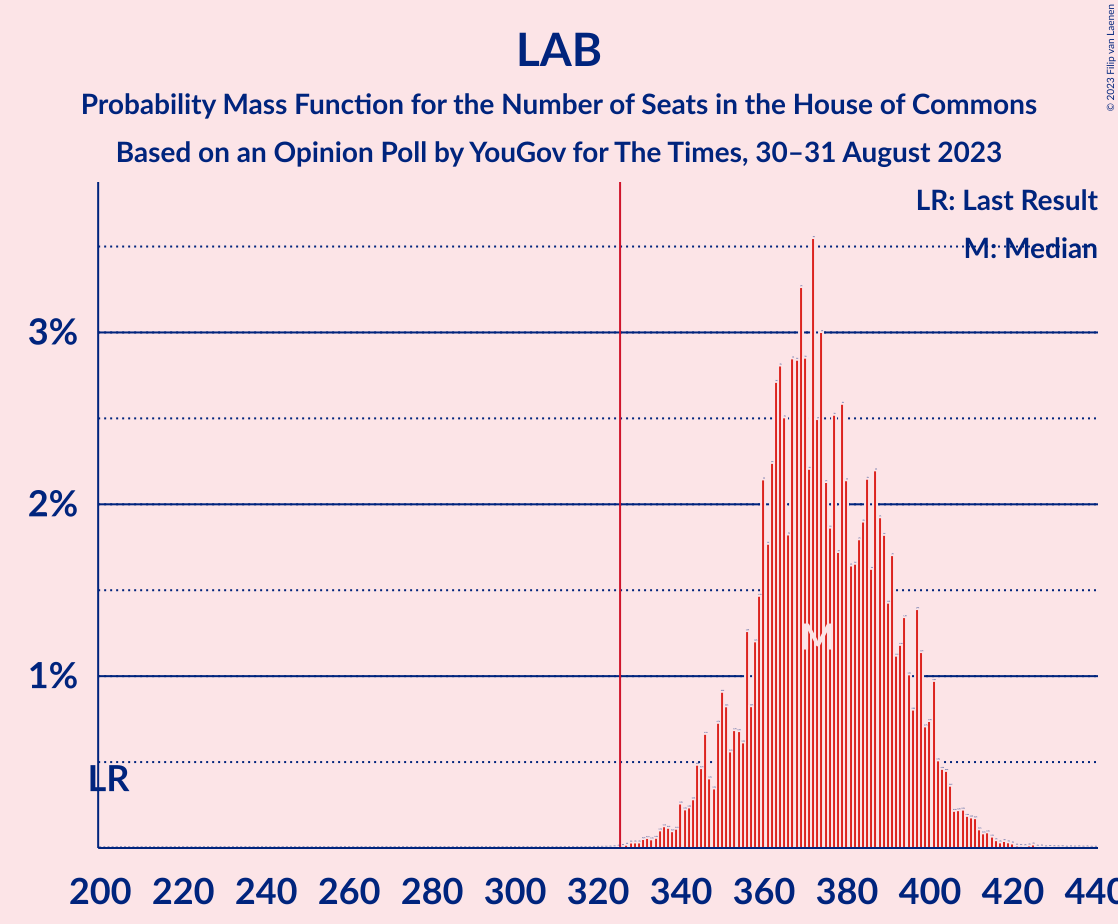 LAB
Probability Mass Function for the Number of Seats in the House of Commons
Based on an Opinion Poll by YouGov for The Times, 30–31 August 2023
© 2023 Filip van Laenen
LR: Last Result
M: Median
3%
2%
1%
M
LR
200 220 240 260 280 300 320 340 360 380 400 420 440